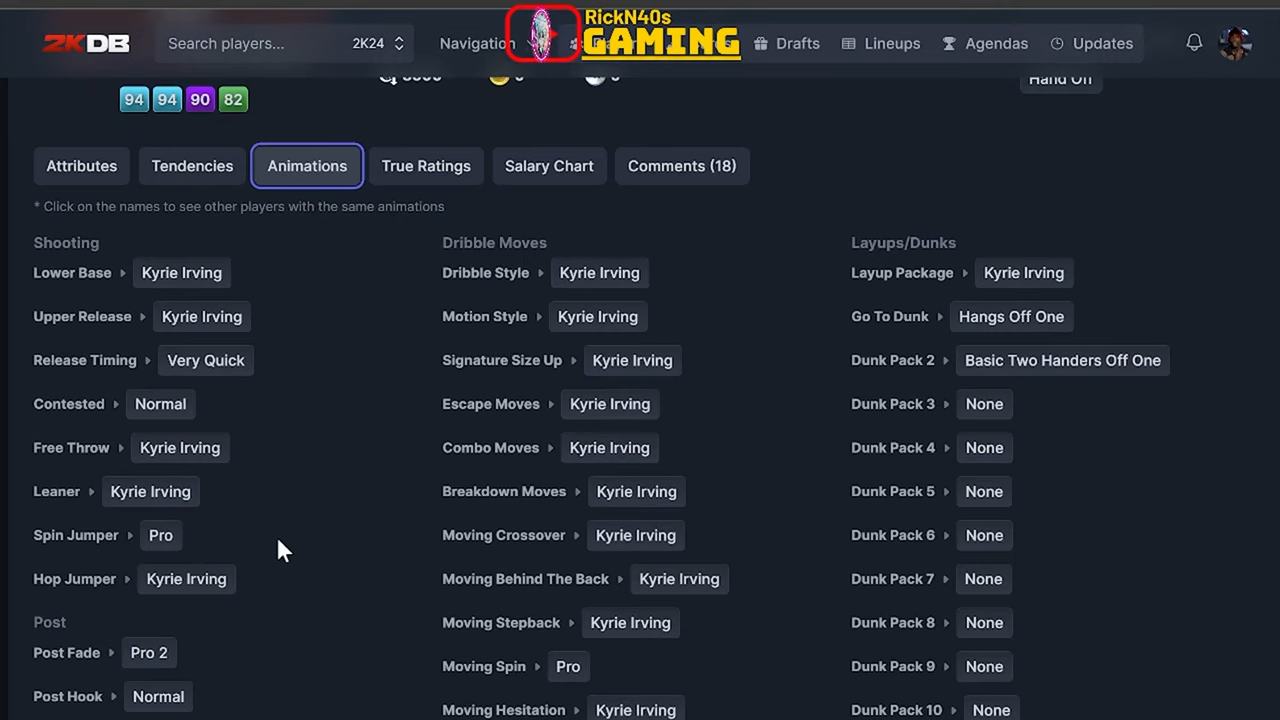 2KDB
Search players...
2K24
Navigation
RickN40s
GAMING
Drafts
Lineups
Agendas
Updates
Hand Off
94 94 90 82
Attributes
Tendencies
Animations
True Ratings
Salary Chart
Comments (18)
* Click on the names to see other players with the same animations
Shooting
Lower Base Kyrie Irving
Upper Release Kyrie Irving
Release Timing Very Quick
Contested Normal
Free Throw Kyrie Irving
Leaner Kyrie Irving
Spin Jumper Pro
Hop Jumper Kyrie Irving
Post
Post Fade Pro 2
Post Hook Normal
Dribble Moves
Dribble Style Kyrie Irving
Motion Style Kyrie Irving
Signature Size Up Kyrie Irving
Escape Moves Kyrie Irving
Combo Moves Kyrie Irving
Breakdown Moves Kyrie Irving
Moving Crossover Kyrie Irving
Moving Behind The Back Kyrie Irving
Moving Stepback Kyrie Irving
Moving Spin Pro
Moving Hesitation Kyrie Irving
Layups/Dunks
Layup Package Kyrie Irving
Go To Dunk Hangs Off One
Dunk Pack 2 Basic Two Handers Off One
Dunk Pack 3 None
Dunk Pack 4 None
Dunk Pack 5 None
Dunk Pack 6 None
Dunk Pack 7 None
Dunk Pack 8 None
Dunk Pack 9 None
Dunk Pack 10 None